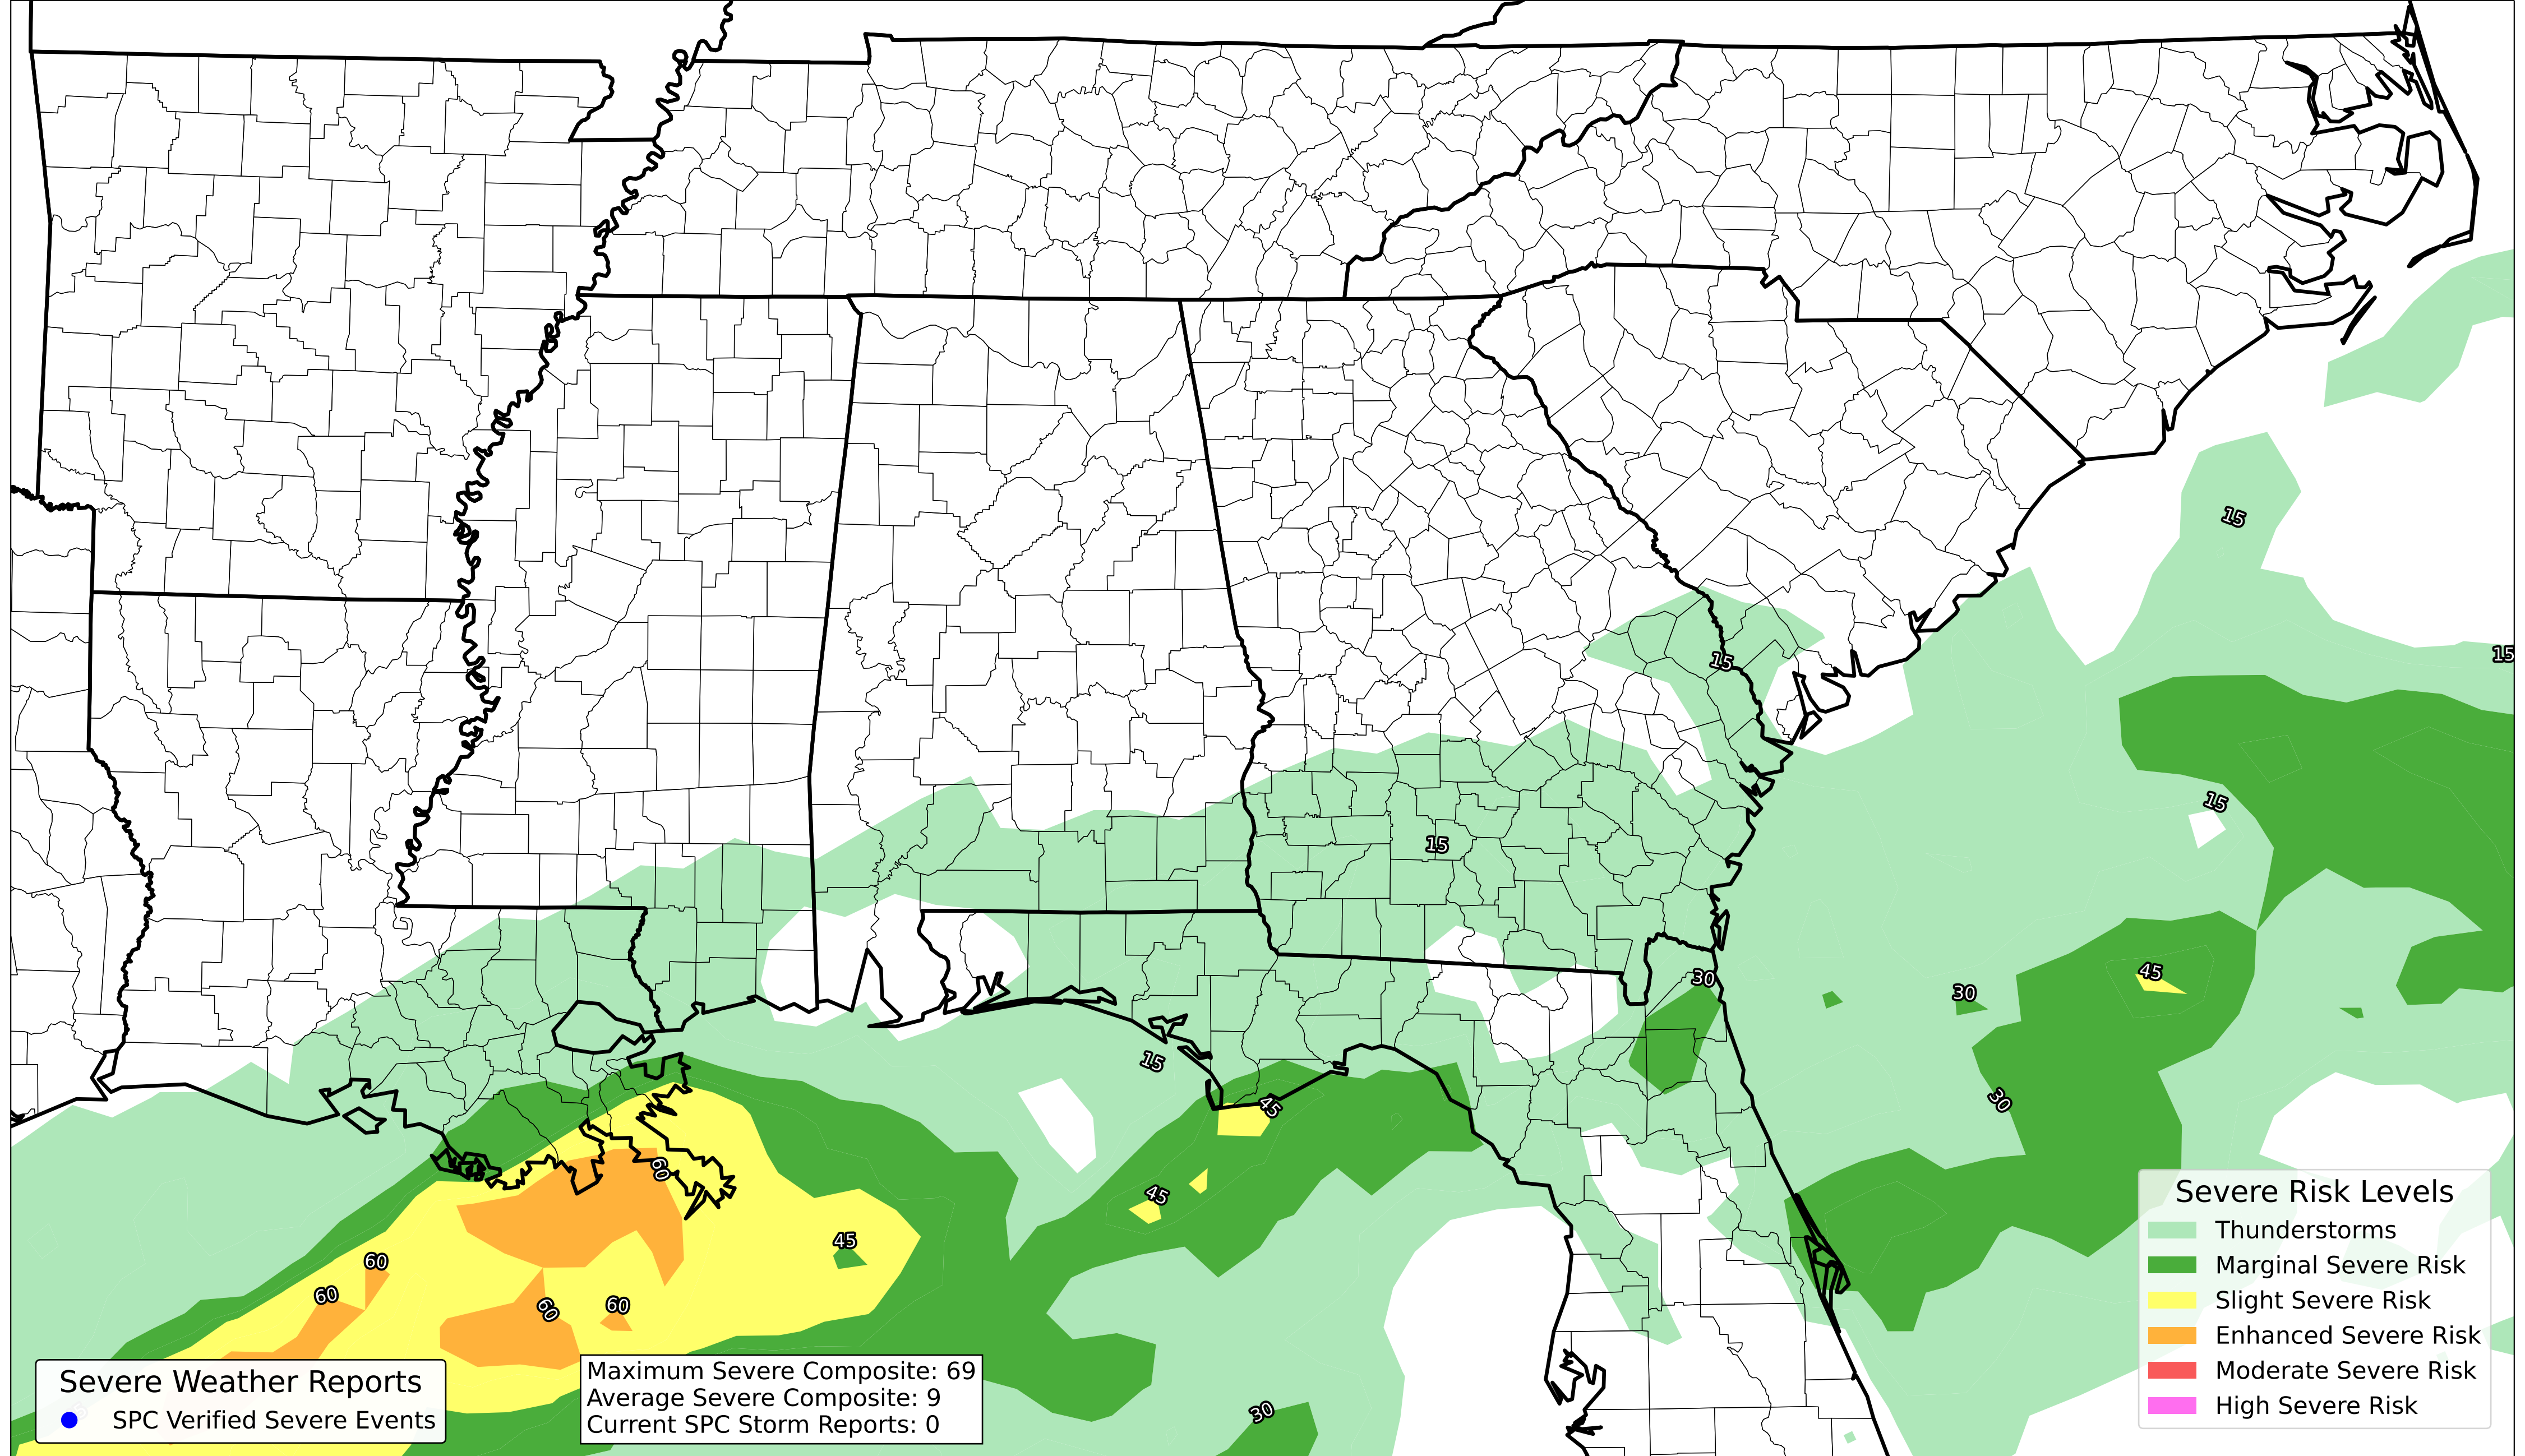 15
15
15
15
15
30
30
45
30
15
45
45
60
45
60
60
60
60
30
Severe Risk Levels
Thunderstorms
Marginal Severe Risk
Slight Severe Risk
Enhanced Severe Risk
Moderate Severe Risk
High Severe Risk
Severe Weather Reports
SPC Verified Severe Events
Maximum Severe Composite: 69
Average Severe Composite: 9
Current SPC Storm Reports: 0